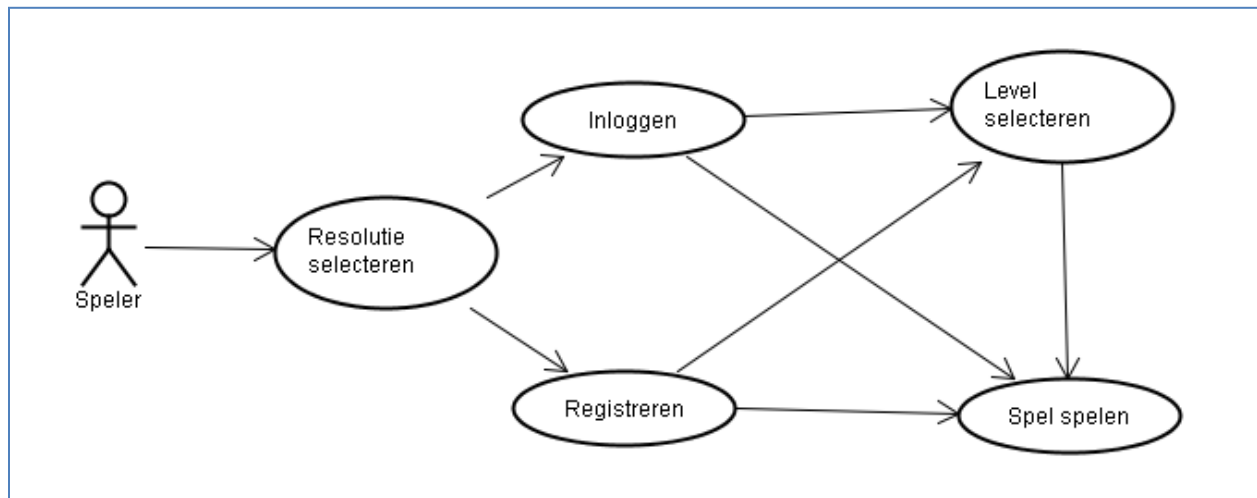 Speler
Resolutie
selecteren
Inloggen
Registreren
Level
selecteren
Spel spelen